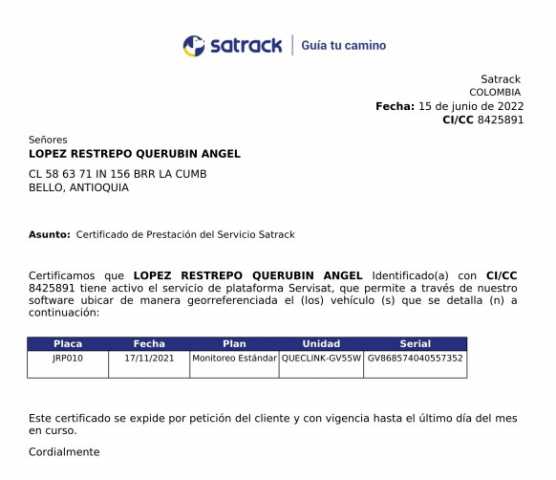 satrack | Guía tu camino
Satrack
COLOMBIA
Fecha: 15 de junio de 2022
CI/CC 8425891
Señores
LOPEZ RESTREPO QUERUBIN ANGEL
CL 58 63 71 IN 156 BRR LA CUMB
BELLO, ANTIOQUIA
Asunto: Certificado de Prestación del Servicio Satrack
Certificamos que LOPEZ RESTREPO QUERUBIN ANGEL Identificado(a) con CI/CC
8425891 tiene activo el servicio de plataforma Servisat, que permite a través de nuestro
software ubicar de manera georreferenciada el (los) vehículo (s) que se detalla (n) a
continuación:
Placa Fecha Plan Unidad Serial
JRP010 17/11/2021 Monitoreo Estándar QUECLINK-GV55W GV868574040557352
Este certificado se expide por petición del cliente y con vigencia hasta el último día del mes
en curso.
Cordialmente